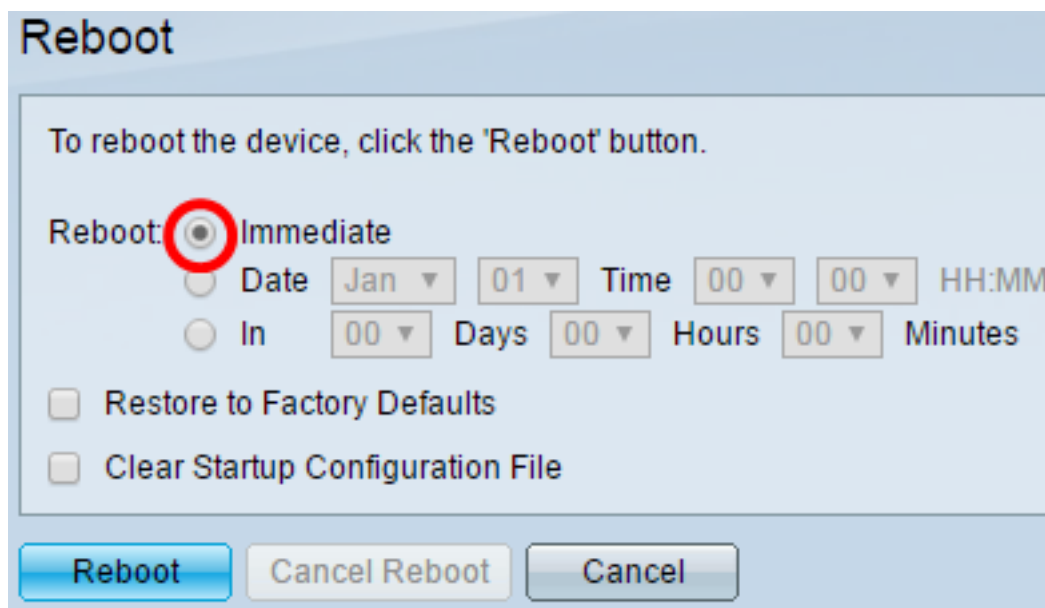 Reboot
To reboot the device, click the 'Reboot' button.
Reboot: Immediate
Date Jan 01 Time 00 00 HH:MM
In 00 Days 00 Hours 00 Minutes
Restore to Factory Defaults
Clear Startup Configuration File
Reboot Cancel Reboot Cancel